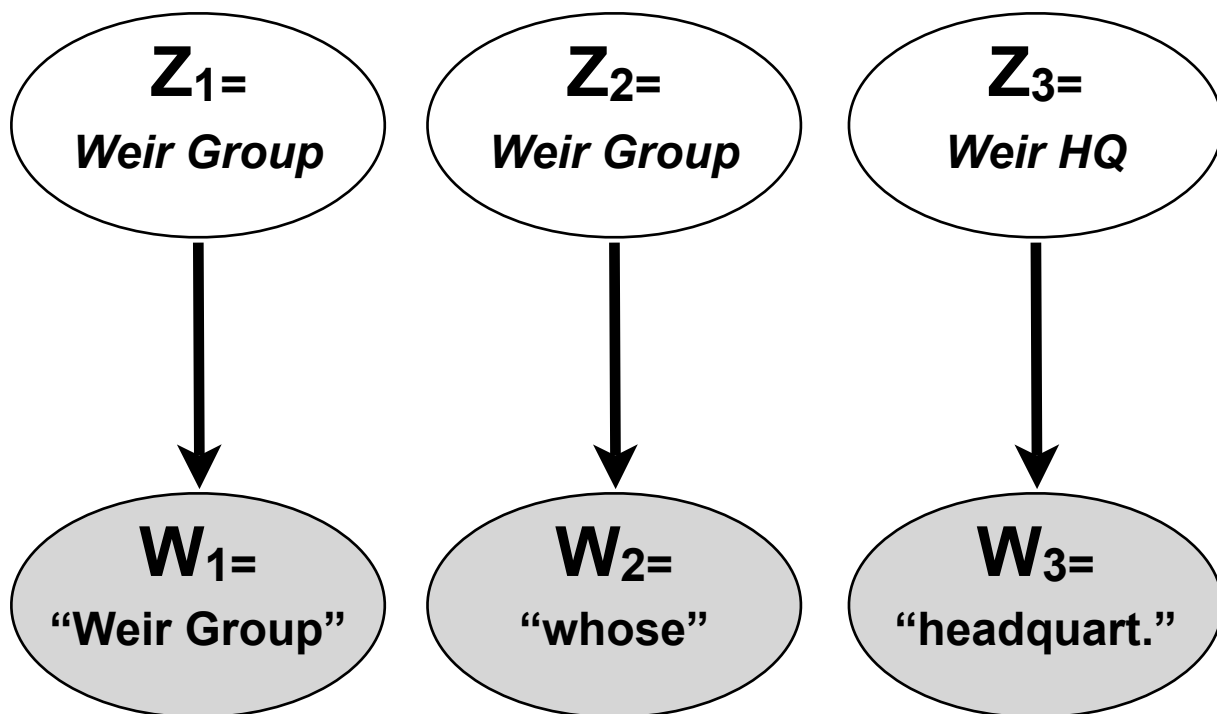 Z1= Z2= Z3=
Weir Group Weir Group Weir HQ
W1= W2= W3=
“Weir Group” “whose” “headquart.”